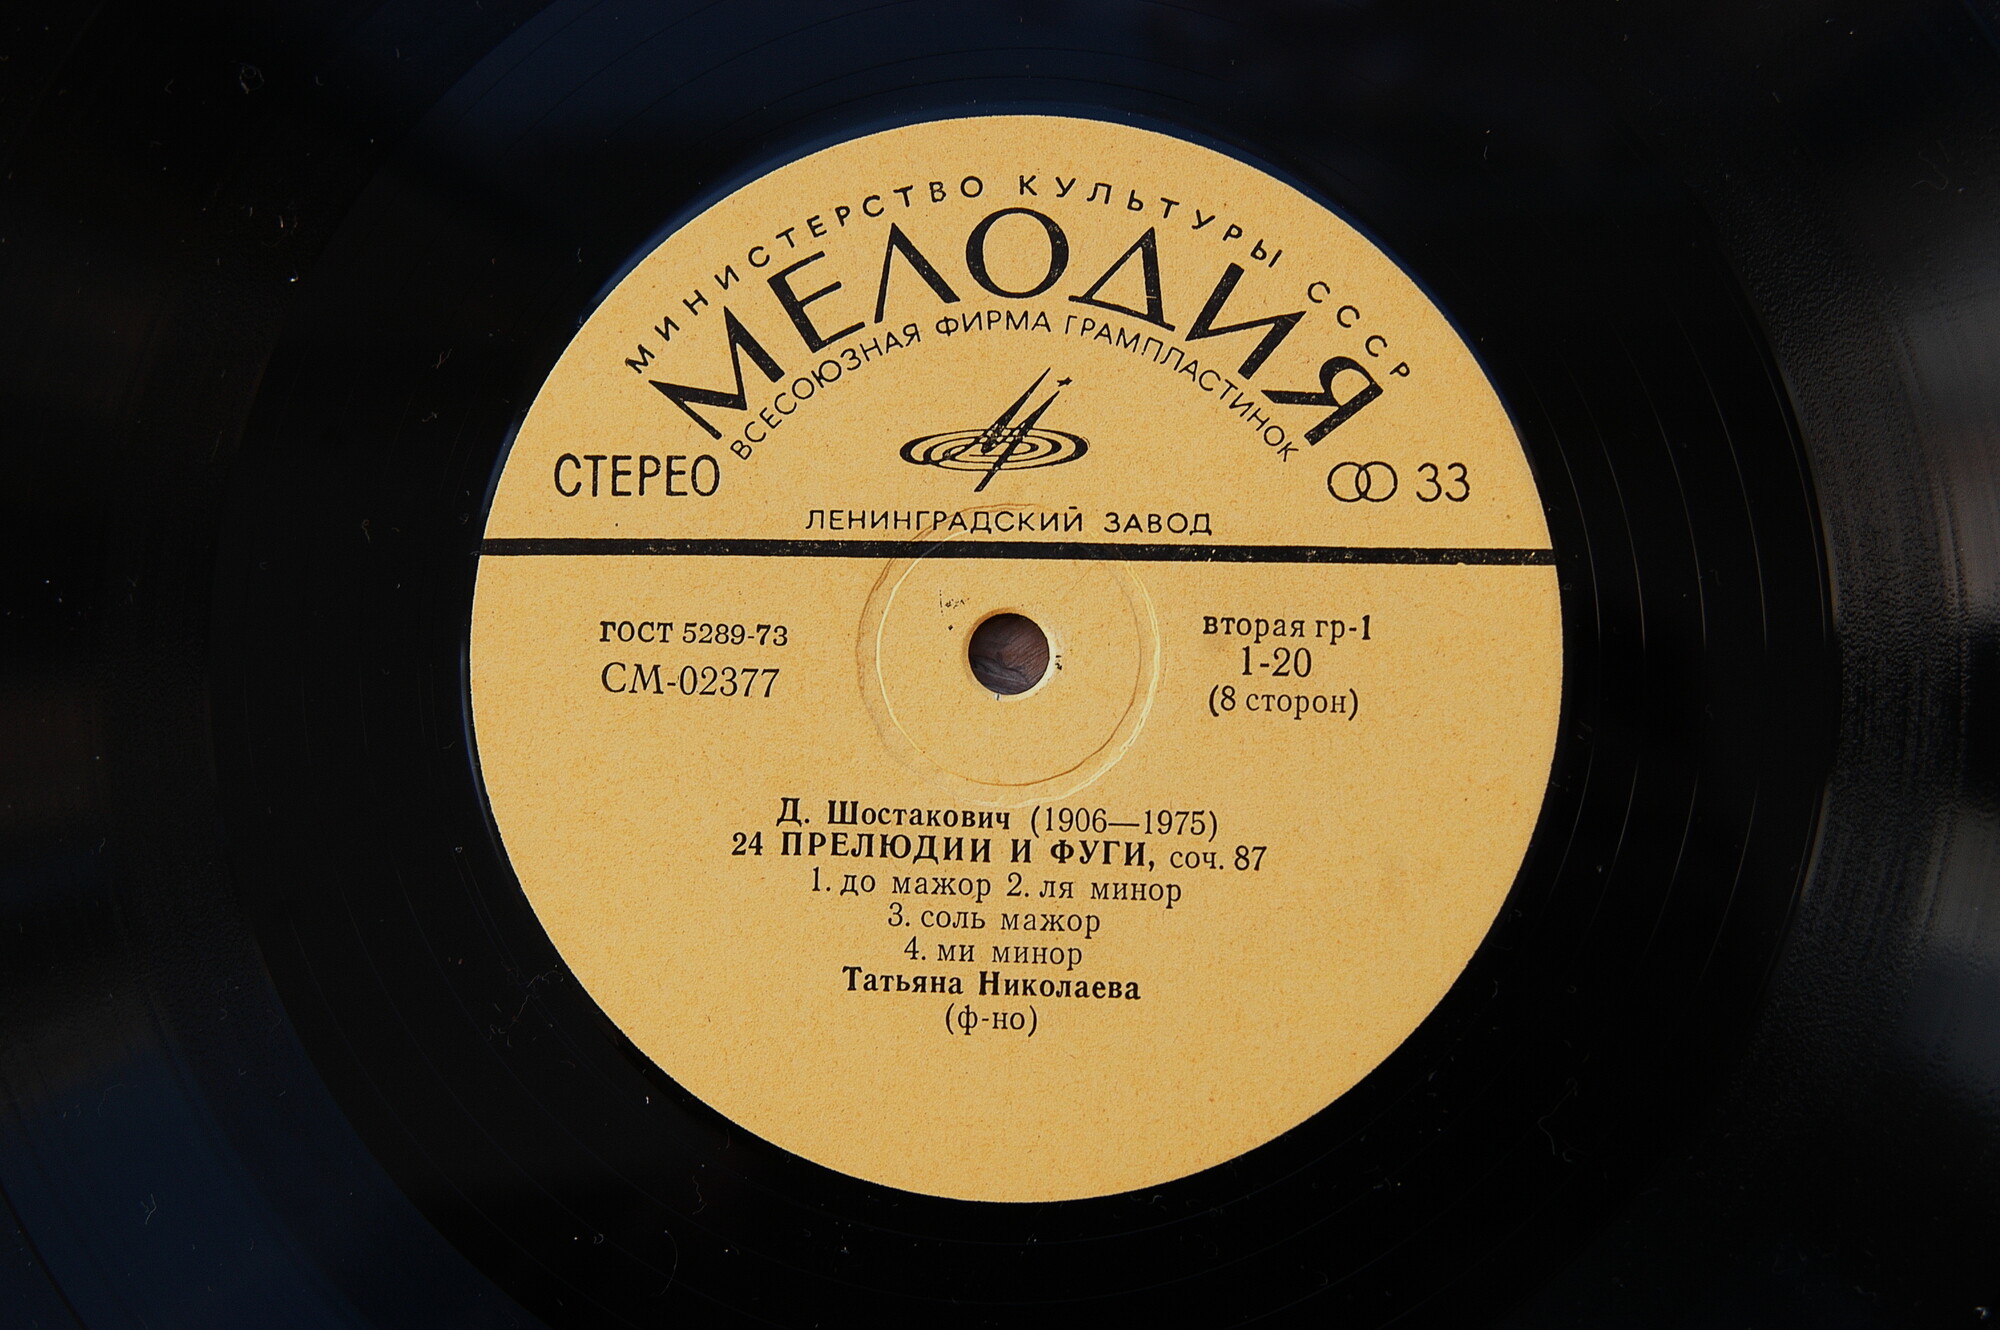 МИНИСТЕРСТВО КУЛЬТУРЫ СССР
МЕЛОДИЯ
ВСЕСОЮЗНАЯ ФИРМА ГРАМПЛАСТИНОК
СТЕРЕО
33
ЛЕНИНГРАДСКИЙ ЗАВОД
ГОСТ 5289-73
СМ-02377
вторая гр-1
1-20
(8 сторон)
Д. Шостакович (1906—1975)
24 ПРЕЛЮДИИ И ФУГИ, соч. 87
1. до мажор 2. ля минор
3. соль мажор
4. ми минор
Татьяна Николаева
(ф-но)